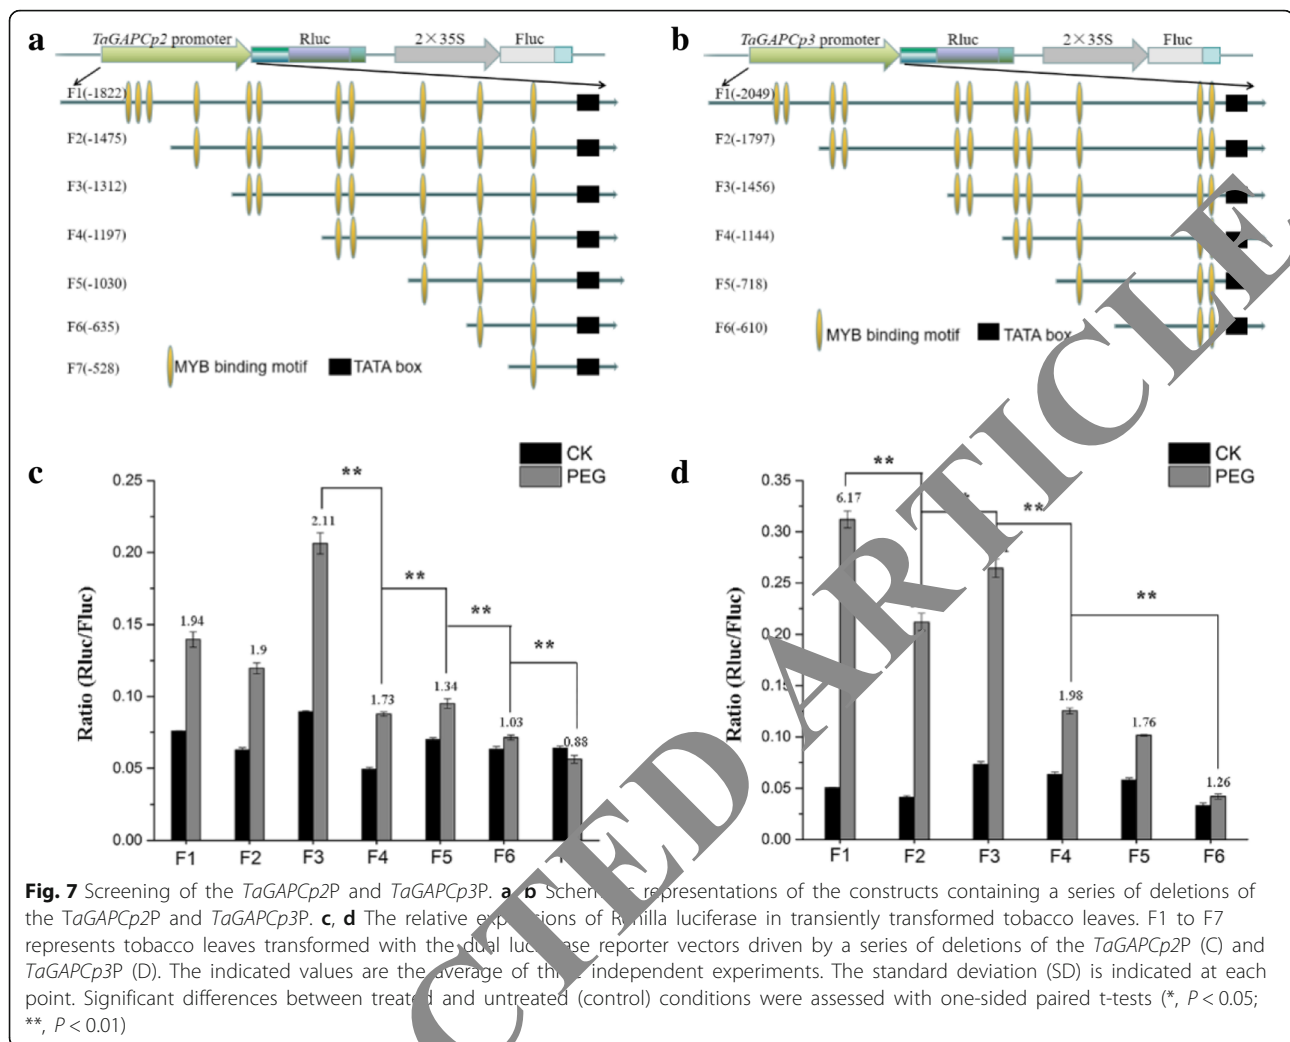 a
TaGAPCp2 promoter
Rluc
2×35S
Fluc
F1(-1822)
F2(-1475)
F3(-1312)
F4(-1197)
F5(-1030)
F6(-635)
F7(-528)
MYB binding motif
TATA box
b
TaGAPCp3 promoter
Rluc
2×35S
Fluc
F1(-2049)
F2(-1797)
F3(-1456)
F4(-1144)
F5(-718)
F6(-610)
MYB binding motif
TATA box
c
CK
PEG
Ratio (Rluc/Fluc)
0.25
0.20
0.15
0.10
0.05
0.00
1.94
1.9
2.11
1.73
1.34
1.03
0.88
**
**
**
**
F1 F2 F3 F4 F5 F6
d
CK
PEG
Ratio (Rluc/Fluc)
0.35
0.30
0.25
0.20
0.15
0.10
0.05
0.00
6.17
1.98
1.76
1.26
**
*
**
**
F1 F2 F3 F4 F5 F6
Fig. 7 Screening of the TaGAPCp2P and TaGAPCp3P. a b representations of the constructs containing a series of deletions of
the TaGAPCp2P and TaGAPCp3P. c, d The relative of luciferase in transiently transformed tobacco leaves. F1 to F7
represents tobacco leaves transformed with the dual reporter vectors driven by a series of deletions of the TaGAPCp2P (C) and
TaGAPCp3P (D). The indicated values are the average of independent experiments. The standard deviation (SD) is indicated at each
point. Significant differences between and untreated (control) conditions were assessed with one-sided paired t-tests (*, P < 0.05;
**, P < 0.01)
CTED ARTICLE